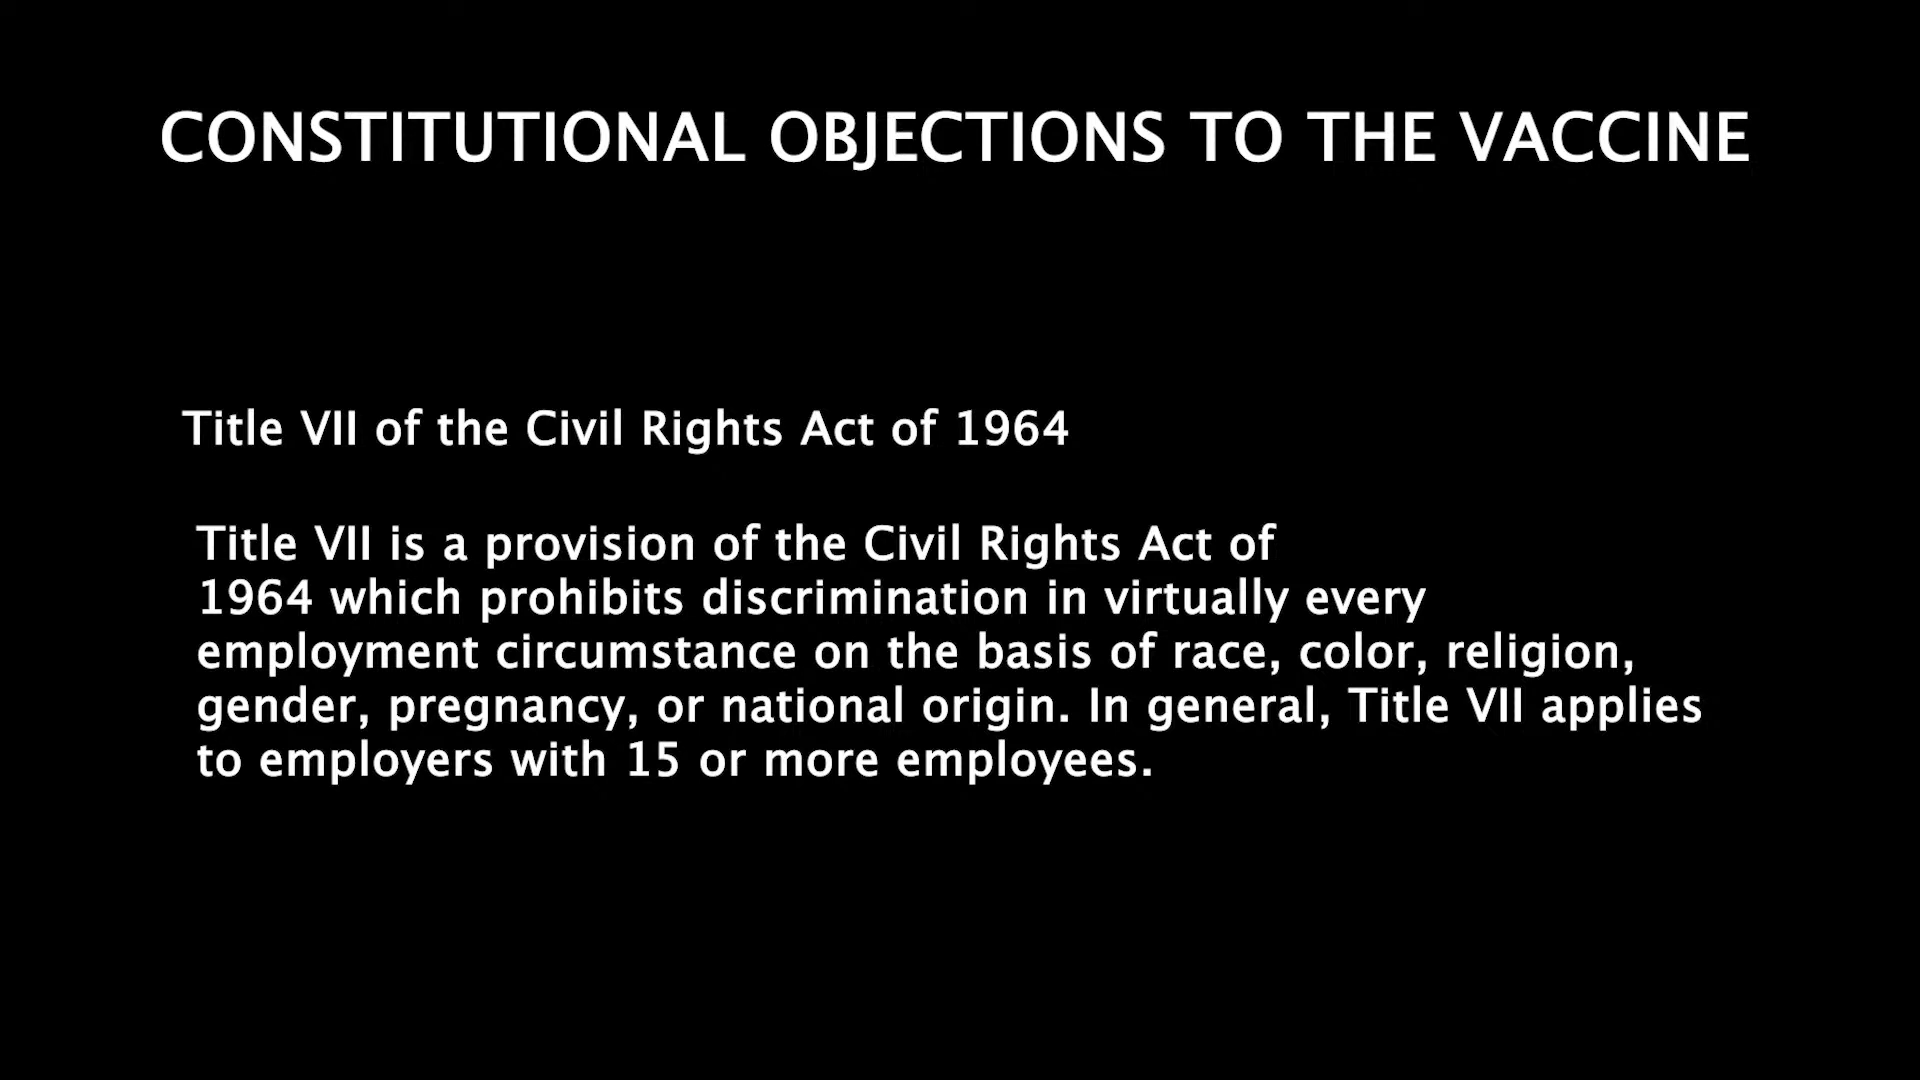 CONSTITUTIONAL OBJECTIONS TO THE VACCINE
Title VII of the Civil Rights Act of 1964
Title VII is a provision of the Civil Rights Act of
1964 which prohibits discrimination in virtually every
employment circumstance on the basis of race, color, religion,
gender, pregnancy, or national origin. In general, Title VII applies
to employers with 15 or more employees.